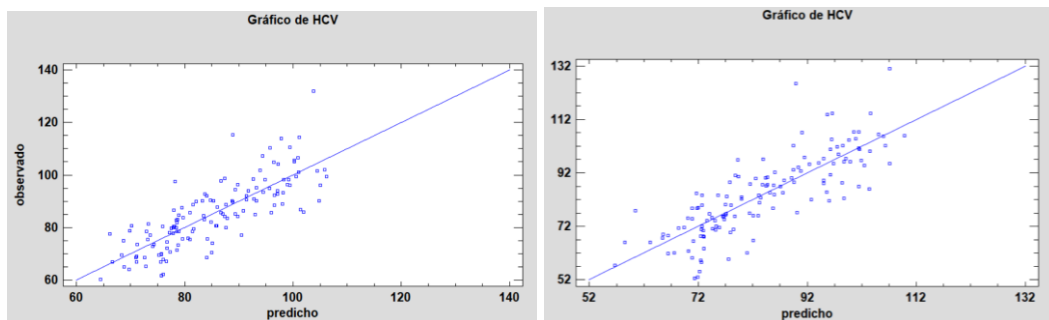 Gráfico de HCV
140
120
100
80
60
observado
60 80 100 120 140
predicho
Gráfico de HCV
132
112
92
72
52
52 72 92 112 132
predicho